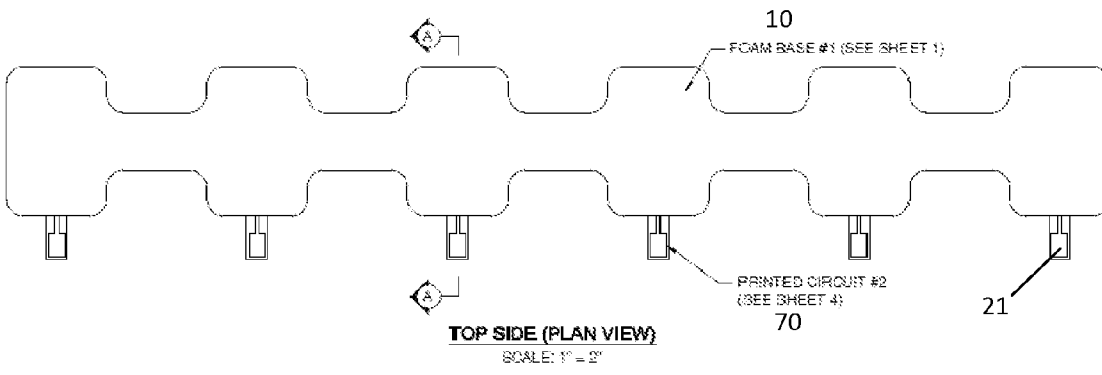 10
A
FOAM BASE #1 (SEE SHEET 1)
A
PRINTED CIRCUIT #2
(SEE SHEET 4)
70
21
TOP SIDE (PLAN VIEW)
SCALE: 1" = 2"